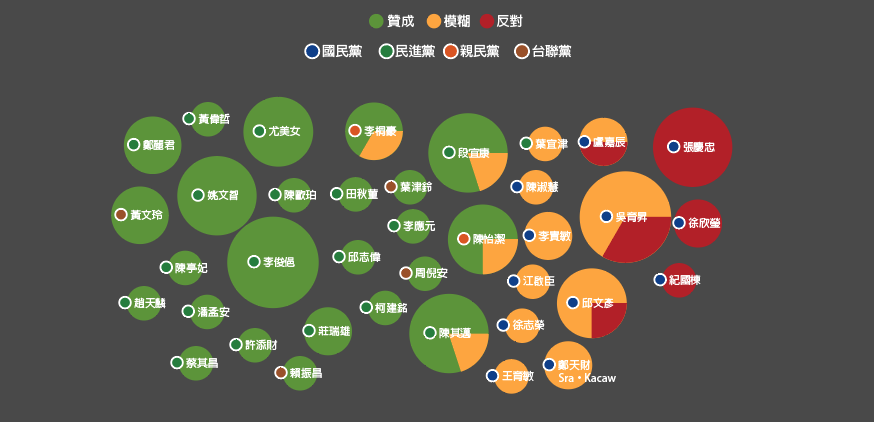 贊成 模糊 反對
國民黨 民進黨 親民黨 台聯黨
黃偉哲
鄭麗君
尤美女
李桐豪
段宜康
葉宜津
盧嘉辰
張慶忠
姚文智
陳歐珀
田秋堇
葉津鈴
陳淑慧
黃文玲
李應元
陳怡潔
李貴敏
吳育昇
徐欣瑩
陳亭妃
李俊俋
邱志偉
周倪安
江啟臣
紀國棟
趙天麟
潘孟安
柯建銘
邱文彥
許添財
莊瑞雄
陳其邁
徐志榮
蔡其昌
賴振昌
王育敏
鄭天財
Sra・Kacaw